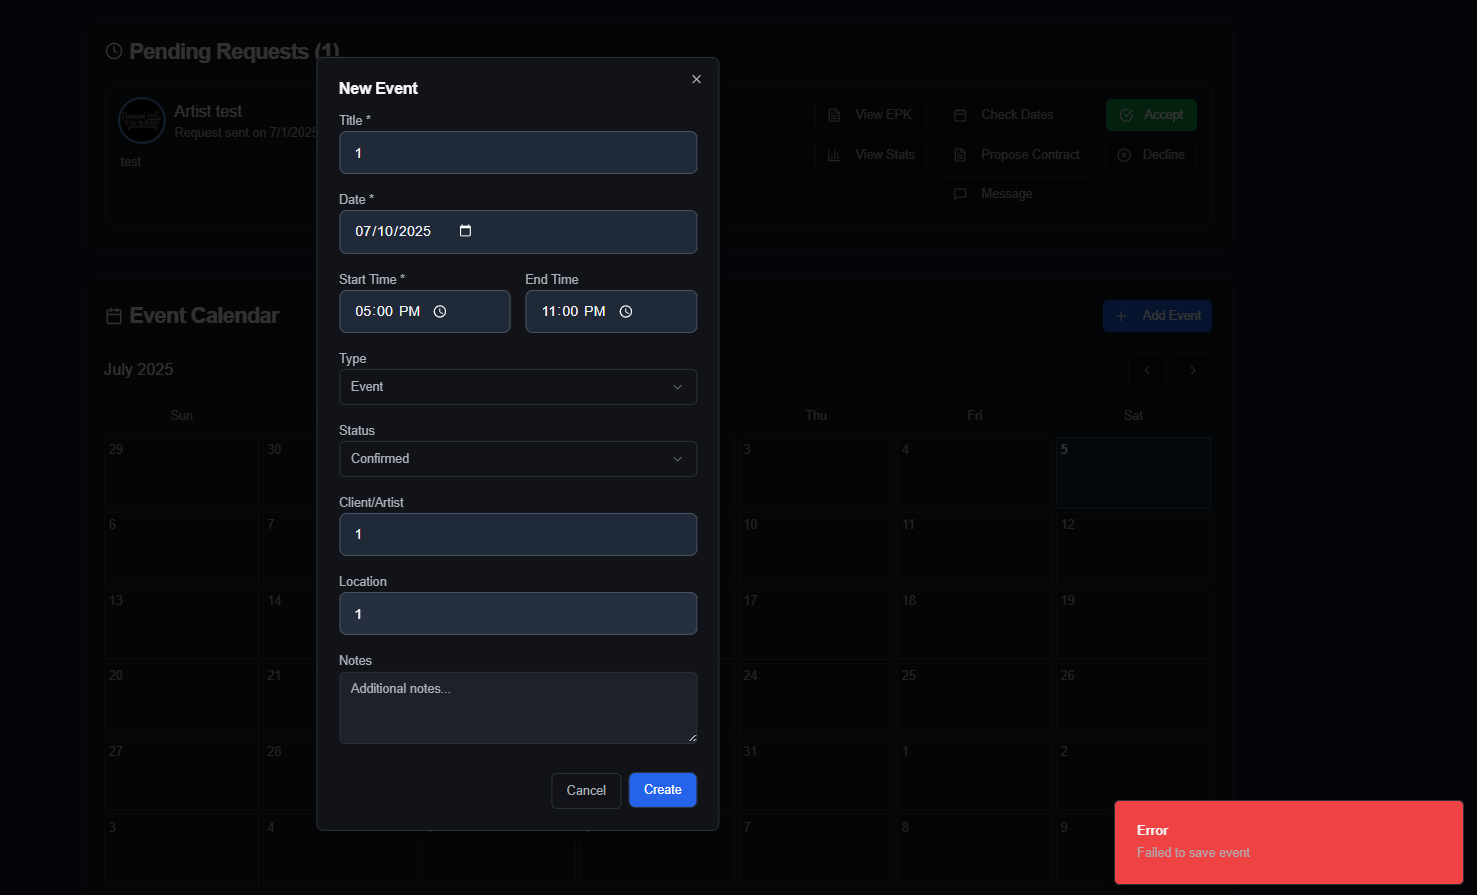 Pending Requests (1)
Artist test
Request sent on 7/1/2025
test
View EPK
Check Dates
Accept
View Stats
Propose Contract
Decline
Message
Event Calendar
Add Event
July 2025
Sun
Thu
Fri
Sat
29
30
3
4
5
6
7
10
11
12
13
14
17
18
19
20
21
24
25
26
27
28
31
1
2
3
4
7
8
9
New Event
Title *
1
Date *
07/10/2025
Start Time *
End Time
05:00 PM
11:00 PM
Type
Event
Status
Confirmed
Client/Artist
1
Location
1
Notes
Additional notes...
Cancel
Create
Error
Failed to save event